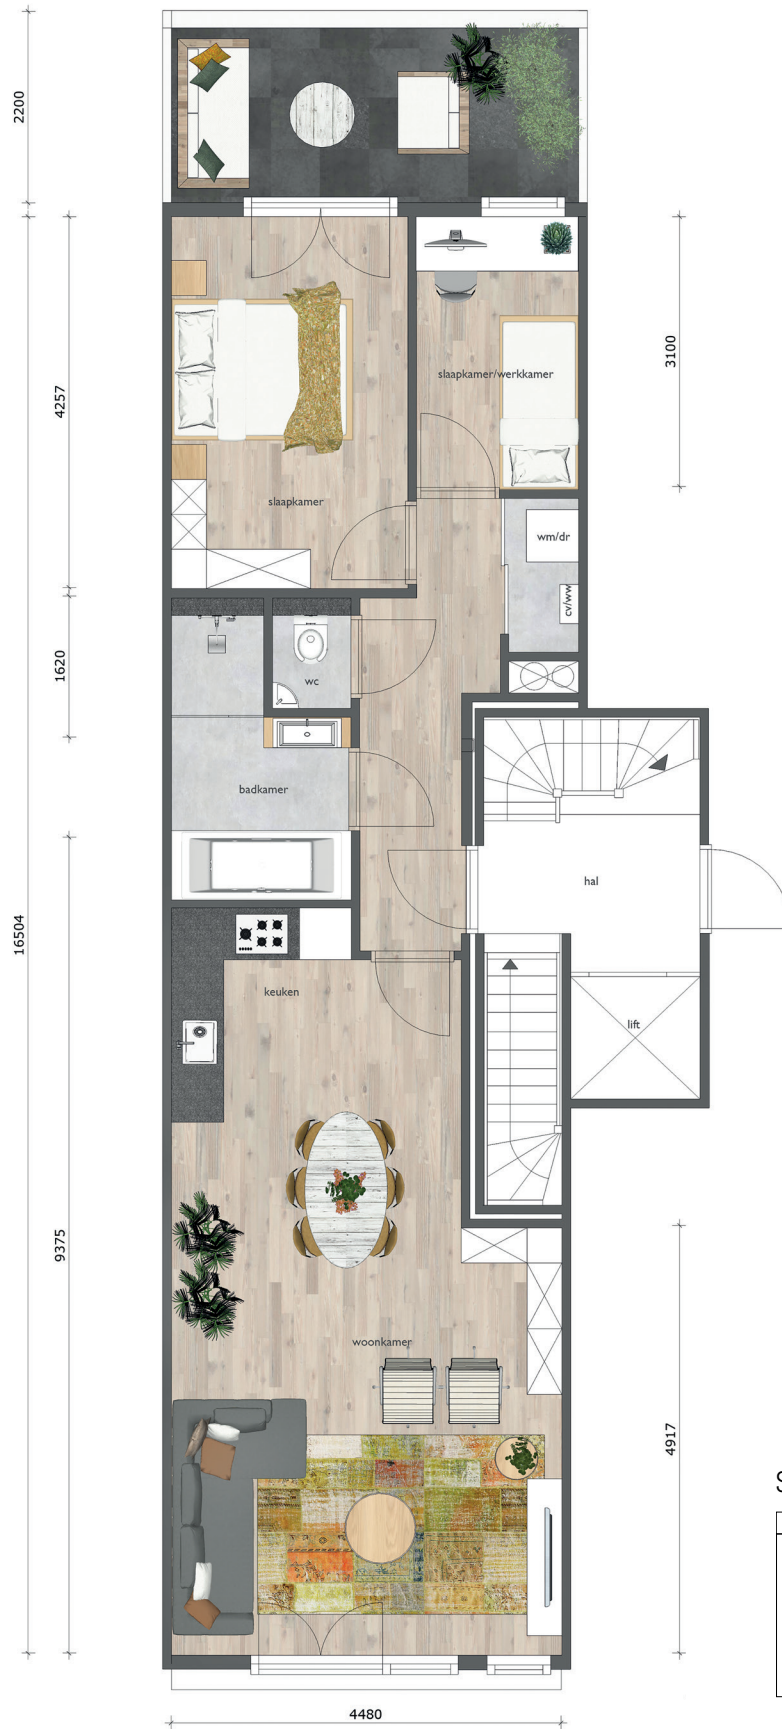 2200
4257
3100
slaapkamer/werkkamer
slaapkamer
wm/dr
cv/ww
1620
wc
badkamer
hal
16504
keuken
lift
9375
woonkamer
4917
4480